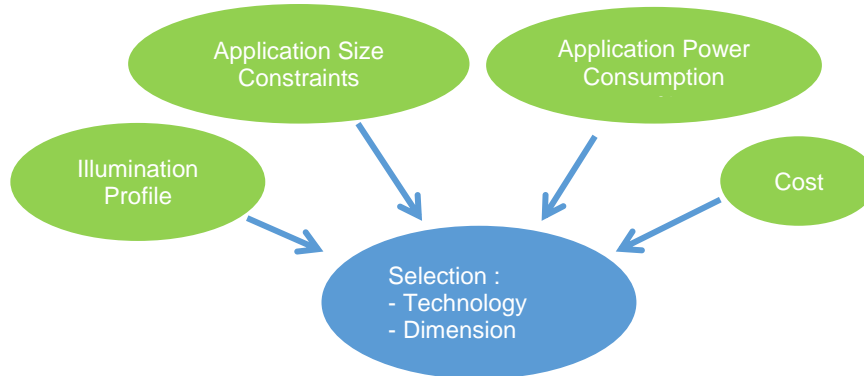 Application Size
Constraints
Application Power
Consumption
Illumination
Profile
Cost
Selection :
- Technology
- Dimension